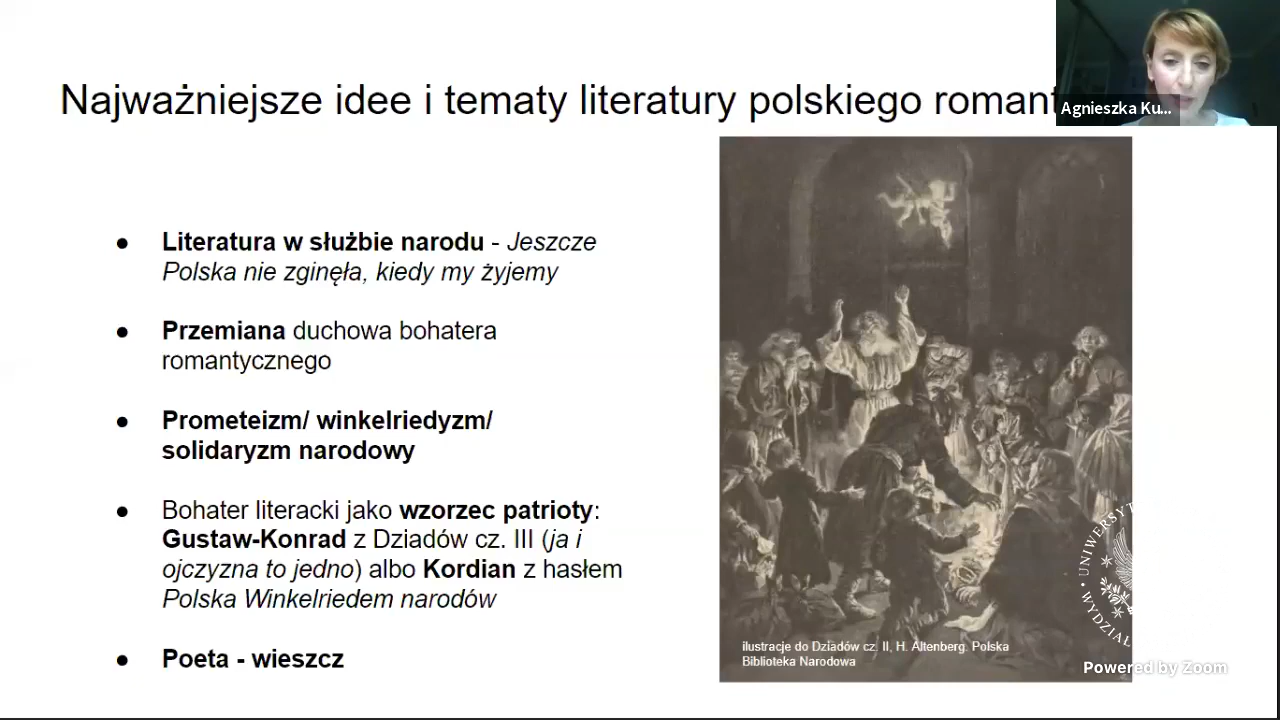 Najważniejsze idee i tematy literatury polskiego
Agnieszka Ku...
● Literatura w służbie narodu - Jeszcze
Polska nie zginęła, kiedy my żyjemy
● Przemiana duchowa bohatera
romantycznego
● Prometeizm/ winkelriedyzm/
solidaryzm narodowy
● Bohater literacki jako wzorzec patrioty:
Gustaw-Konrad z Dziadów cz. III (ja i
ojczyzna to jedno) albo Kordian z hasłem
Polska Winkelriedem narodów
● Poeta - wieszcz
ilustracje do Dziadów cz. II, H. Altenberg. Polska
Biblioteka Narodowa
Powered by Zoom